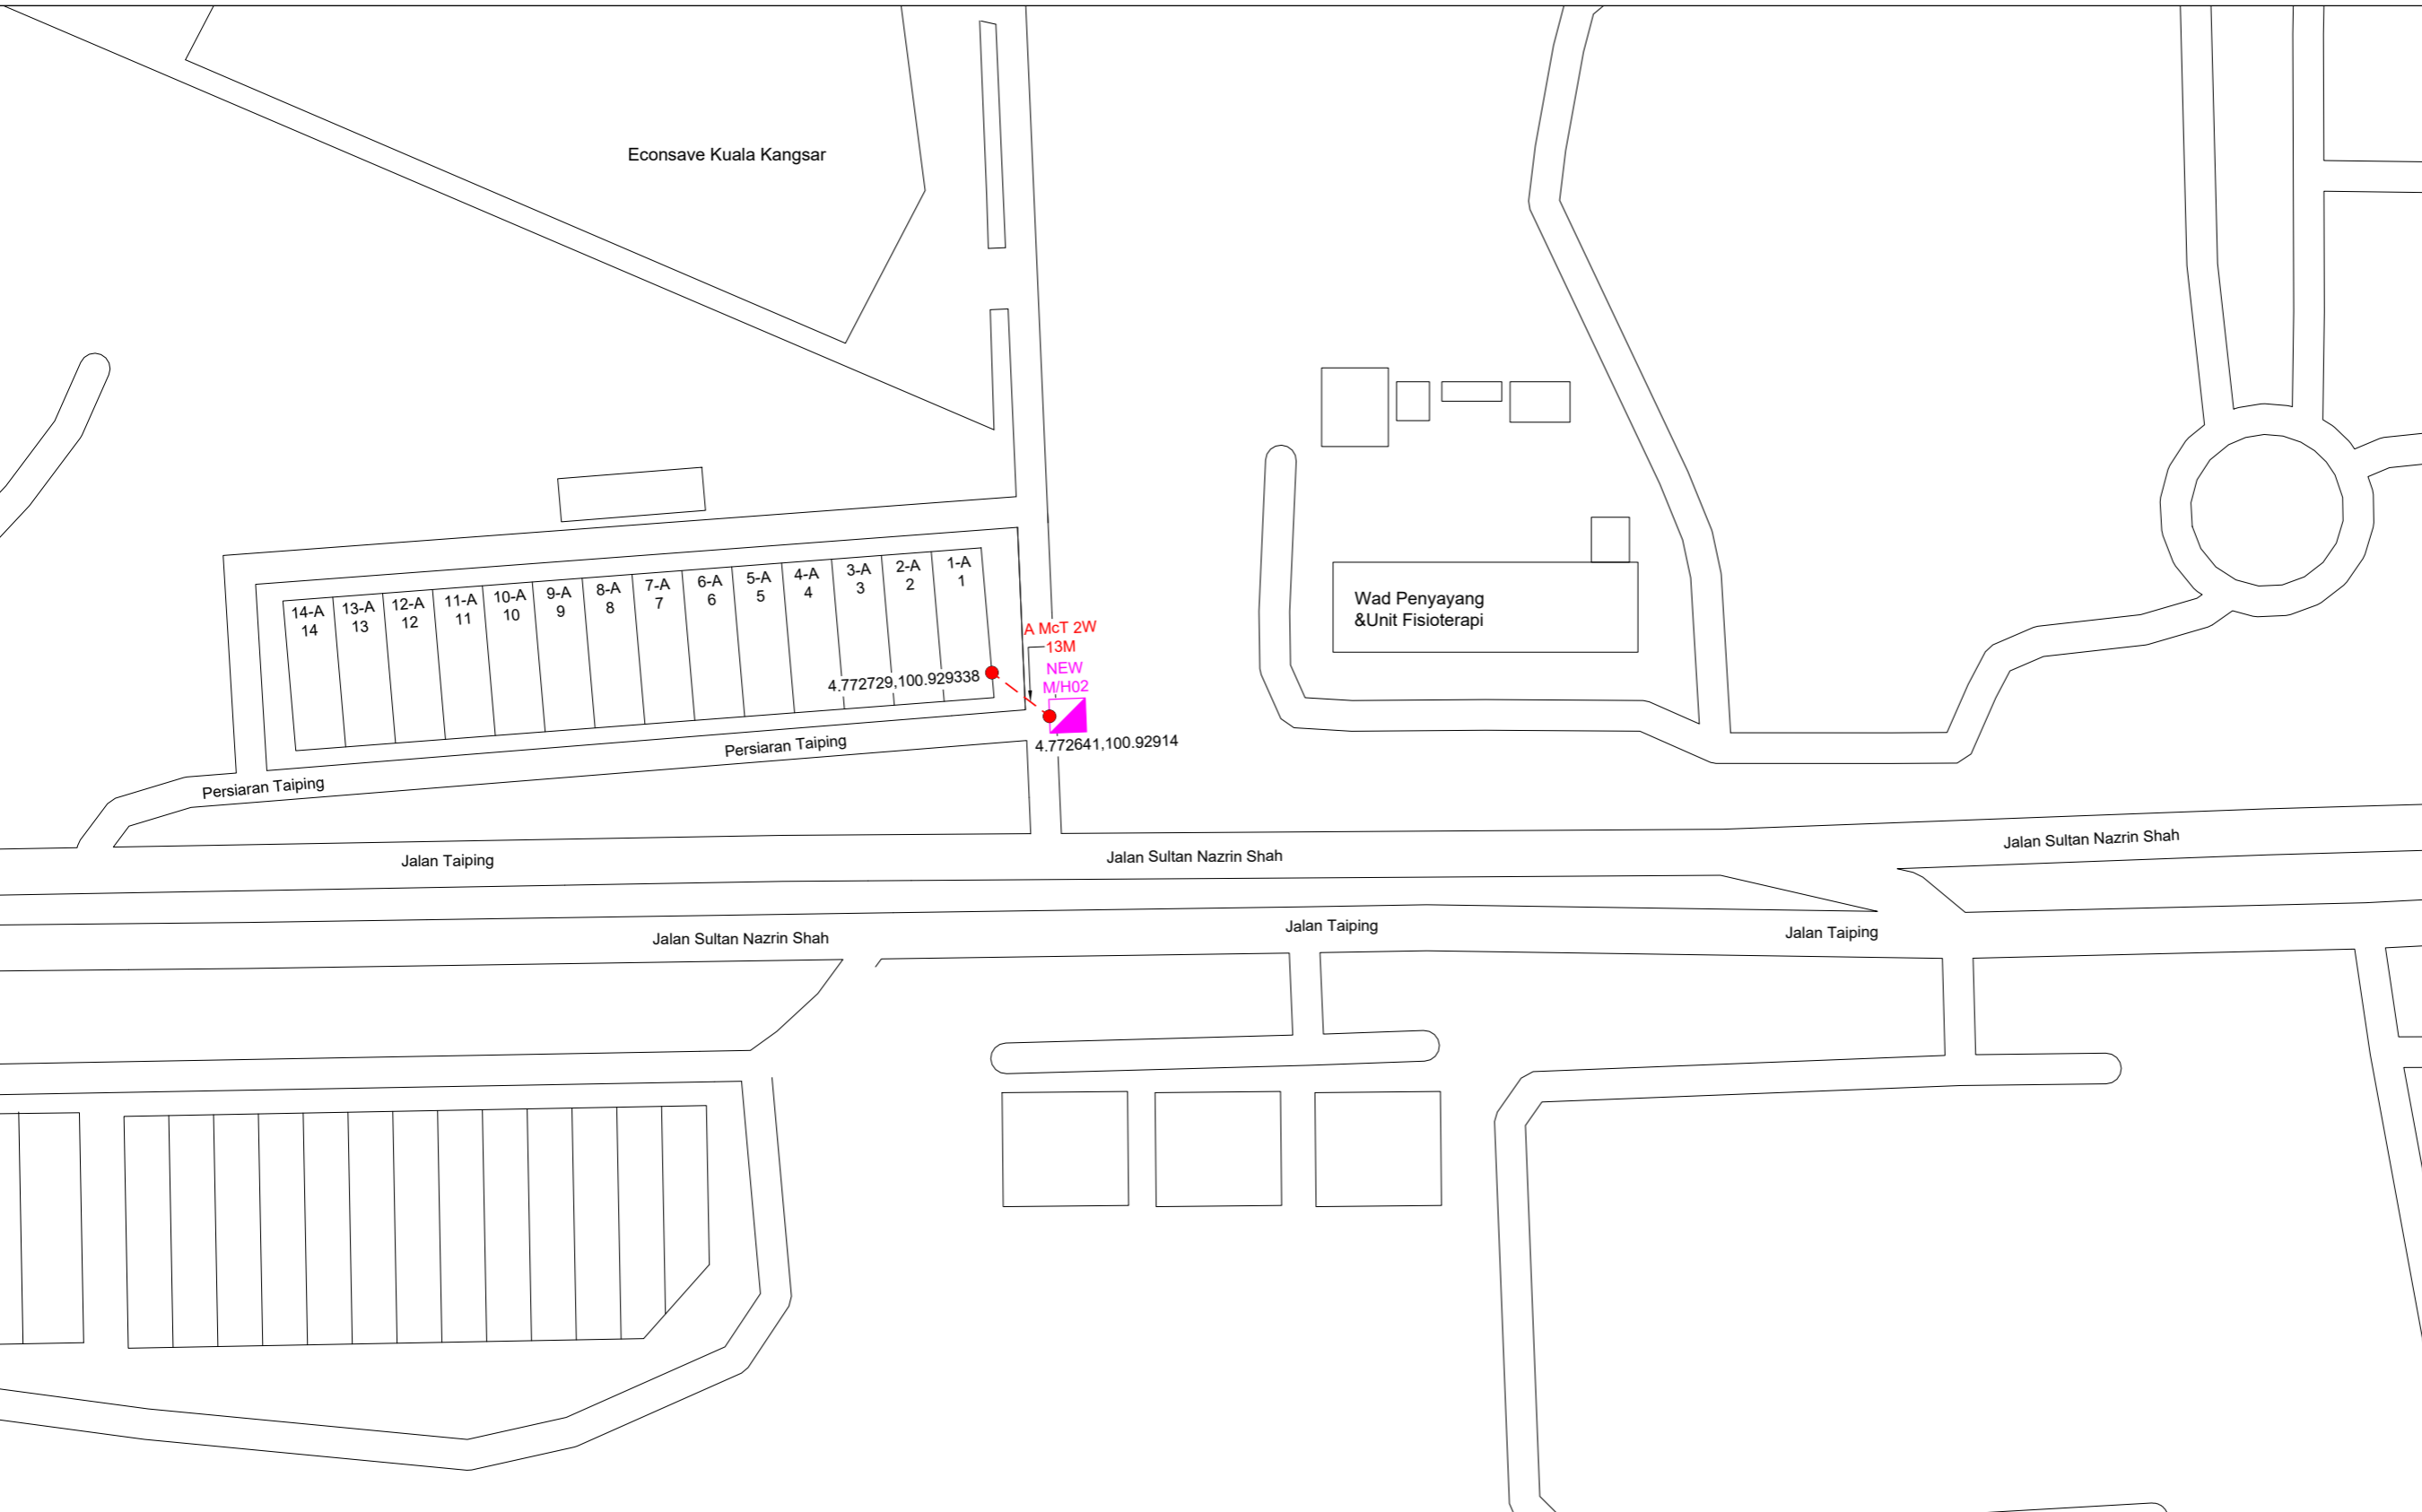 Econsave Kuala Kangsar
1-A
1
2-A
2
3-A
3
4-A
4
5-A
5
6-A
6
7-A
7
8-A
8
9-A
9
10-A
10
11-A
11
12-A
12
13-A
13
14-A
14
Wad Penyayang
&Unit Fisioterapi
A McT 2W
13M
NEW
M/H02
4.772729,100.929338
4.772641,100.92914
Persiaran Taiping
Persiaran Taiping
Jalan Taiping
Jalan Sultan Nazrin Shah
Jalan Sultan Nazrin Shah
Jalan Sultan Nazrin Shah
Jalan Taiping
Jalan Taiping